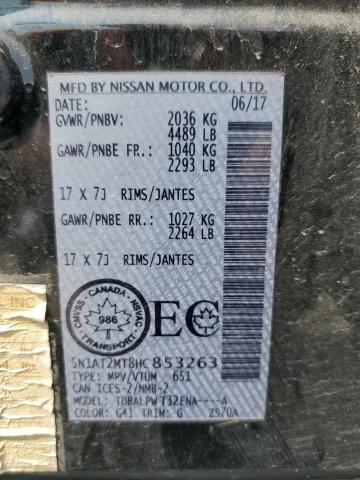 MFD BY NISSAN MOTOR CO., LTD.
DATE: 06/17
GVWR/PNBV: 2036 KG
4489 LB
GAWR/PNBE FR.: 1040 KG
2293 LB
17 X 7J RIMS/JANTES
GAWR/PNBE RR.: 1027 KG
2264 LB
17 X 7J RIMS/JANTES
CMVSS - CANADA - NSVAC
986
TRANSPORT
EC
5N1AT2MT8HC 853263
TYPE: MPV/VTUM 651
CAN ICES-2/NMB-2
MODEL: TDBALPW T32ENA----A
COLOR: G41 TRIM: G ZS70A
INC